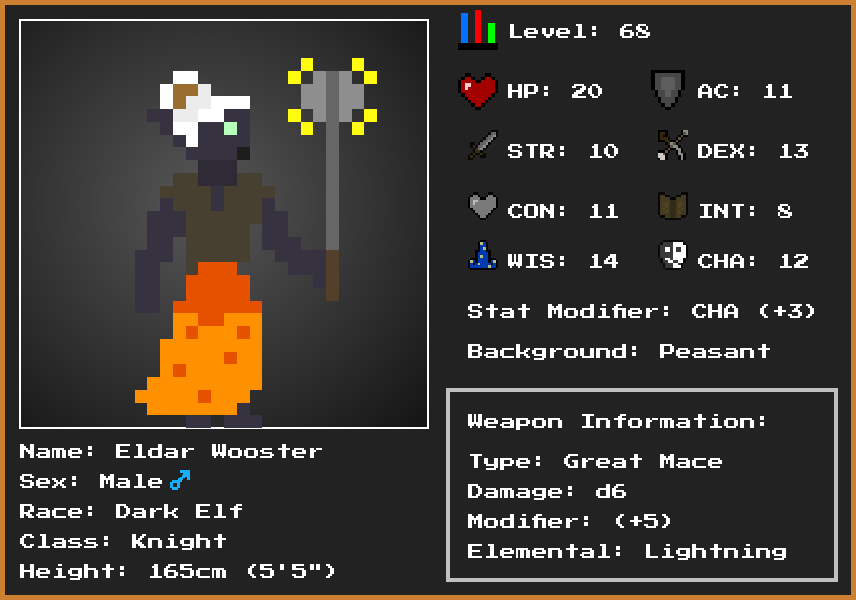 Level: 68
HP: 20 AC: 11
STR: 10 DEX: 13
CON: 11 INT: 8
WIS: 14 CHA: 12
Stat Modifier: CHA (+3)
Background: Peasant
Weapon Information:
Type: Great Mace
Damage: d6
Modifier: (+5)
Elemental: Lightning
Name: Eldar Wooster
Sex: Male ♂
Race: Dark Elf
Class: Knight
Height: 165cm (5'5")